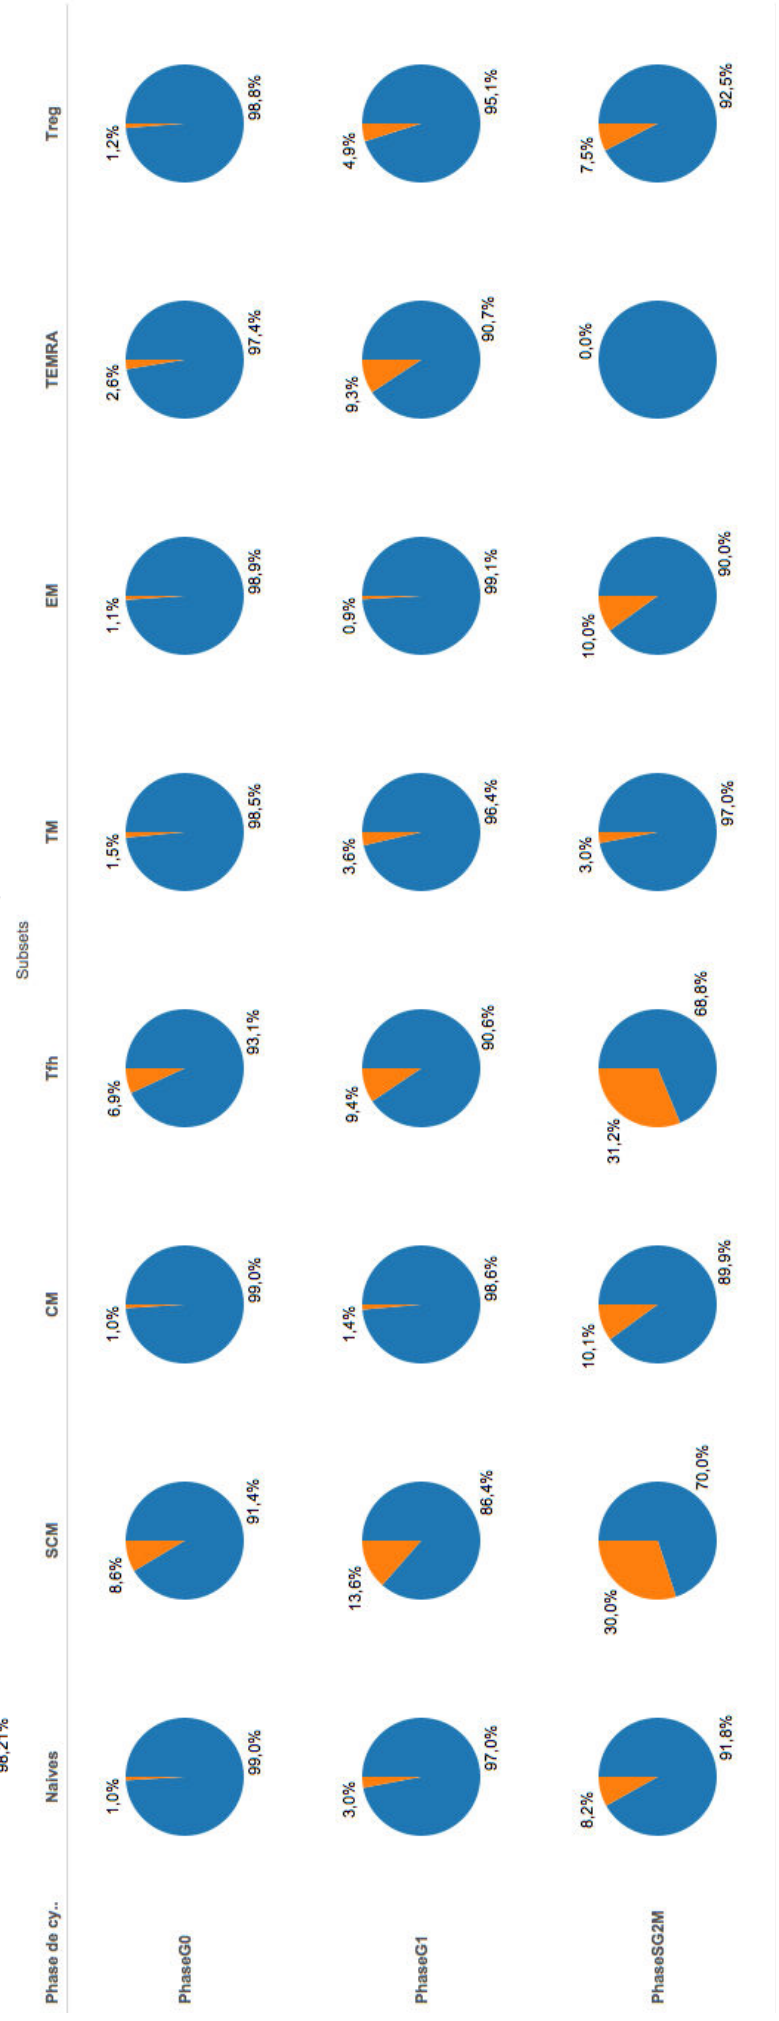 98,21%
Subsets
Phase de cy.. Naives SCM CM Tfh TM EM TEMRA Treg
1,0% 8,6% 1,0% 6,9% 1,5% 1,1% 2,6% 1,2%
PhaseG0
99,0% 91,4% 99,0% 93,1% 98,5% 98,9% 97,4% 98,8%
3,0% 13,6% 1,4% 9,4% 3,6% 0,9% 9,3% 4,9%
PhaseG1
97,0% 86,4% 98,6% 90,6% 96,4% 99,1% 90,7% 95,1%
8,2% 30,0% 10,1% 31,2% 3,0% 10,0% 0,0% 7,5%
PhaseSG2M
91,8% 70,0% 89,9% 68,8% 97,0% 90,0% 92,5%